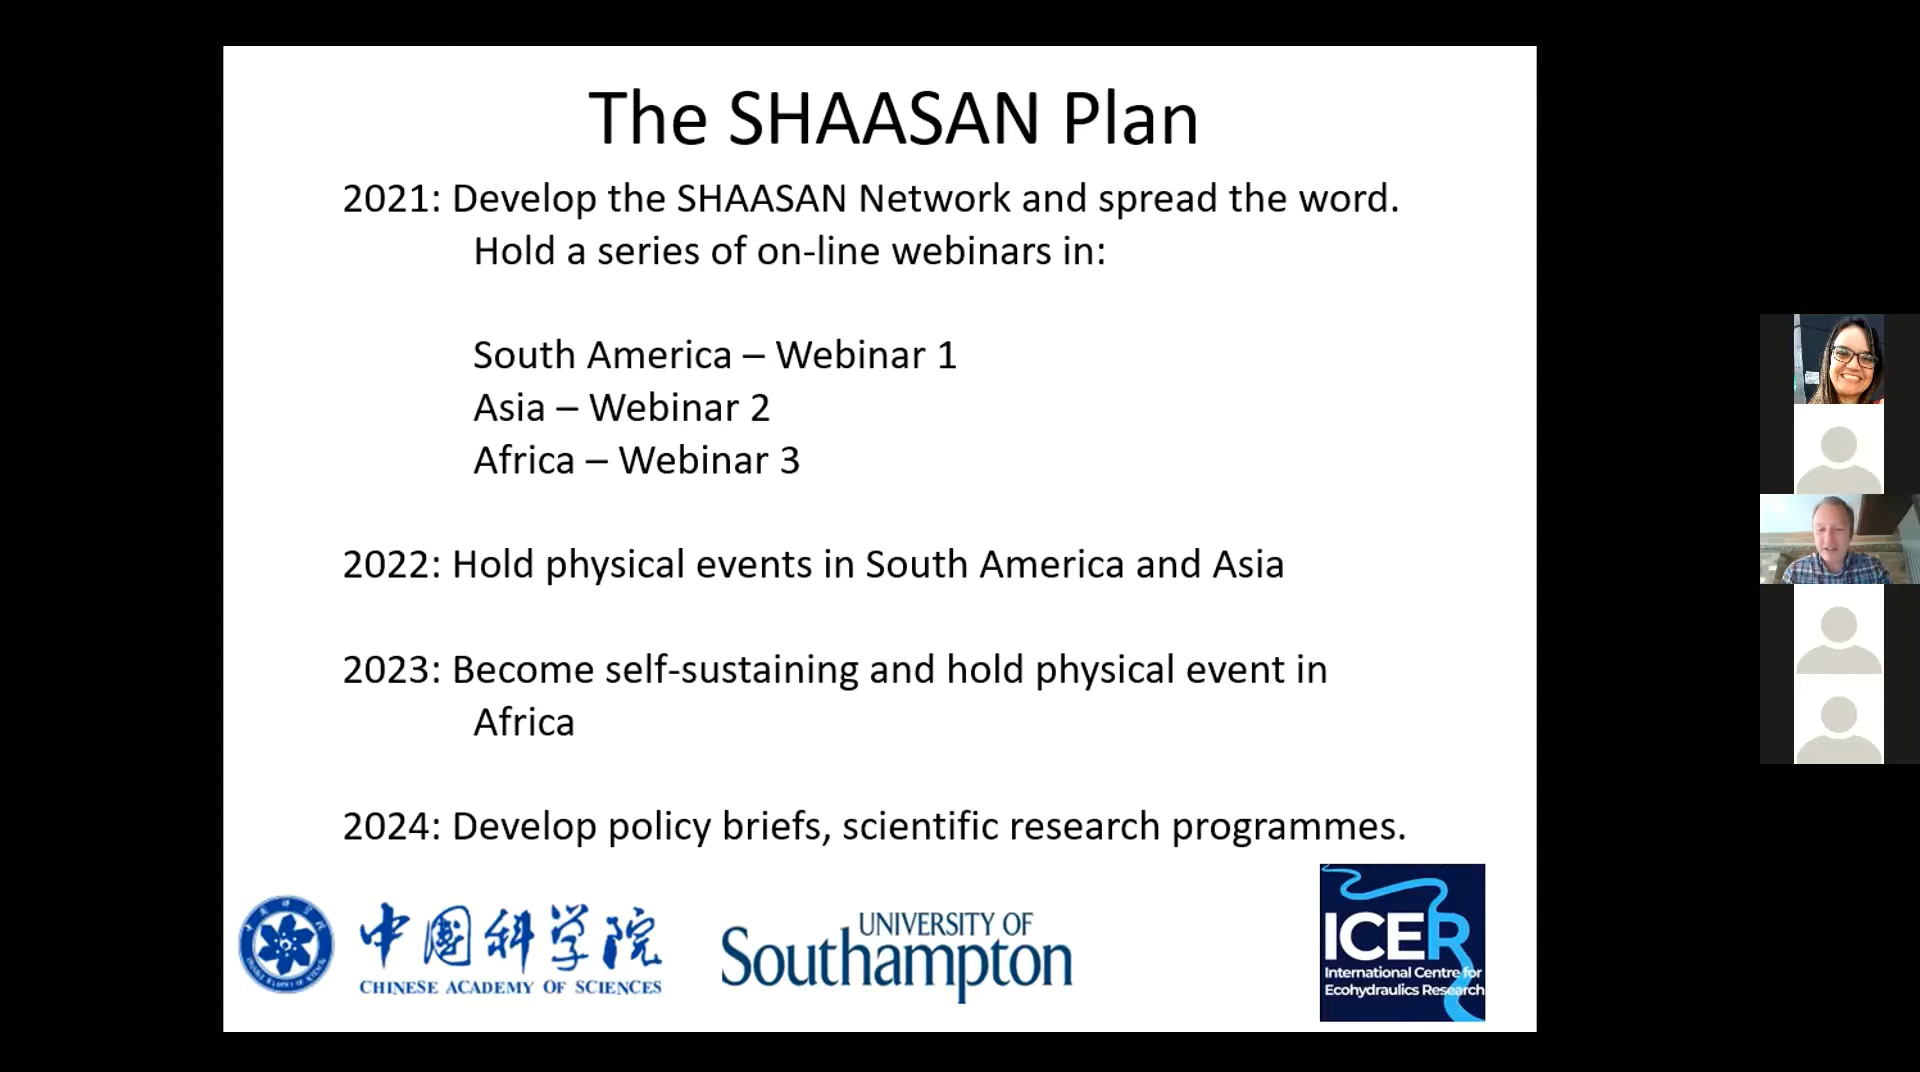 The SHAASAN Plan
2021: Develop the SHAASAN Network and spread the word.
Hold a series of on-line webinars in:
South America – Webinar 1
Asia – Webinar 2
Africa – Webinar 3
2022: Hold physical events in South America and Asia
2023: Become self-sustaining and hold physical event in
Africa
2024: Develop policy briefs, scientific research programmes.
中国科学院
CHINESE ACADEMY OF SCIENCES
UNIVERSITY OF
Southampton
ICER
International Centre for
Ecohydraulics Research